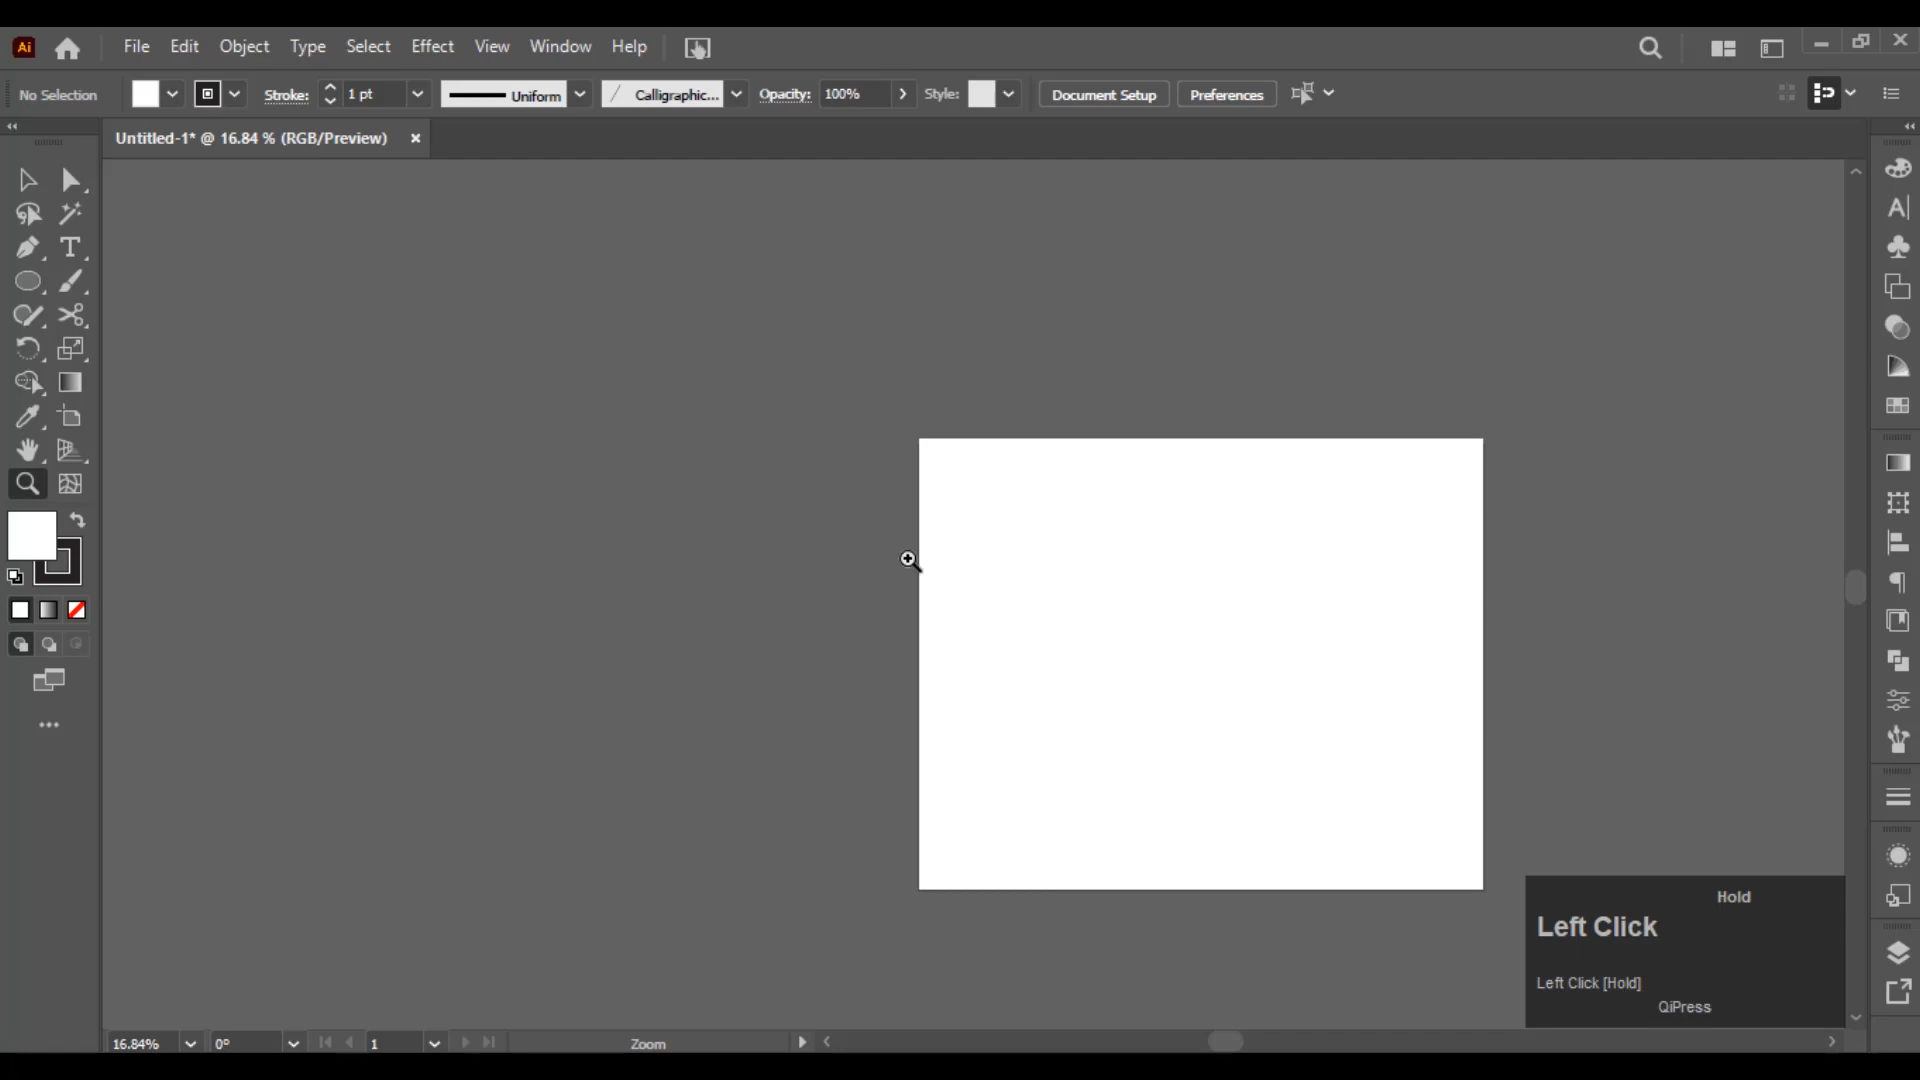 Ai File Edit Object Type Select Effect View Window Help
No Selection Stroke: 1 pt Uniform Calligraphic... Opacity: 100% Style: Document Setup Preferences
Untitled-1* @ 16.84 % (RGB/Preview)
Hold
Left Click
Left Click [Hold]
QiPress
16.84% 0° 1 Zoom